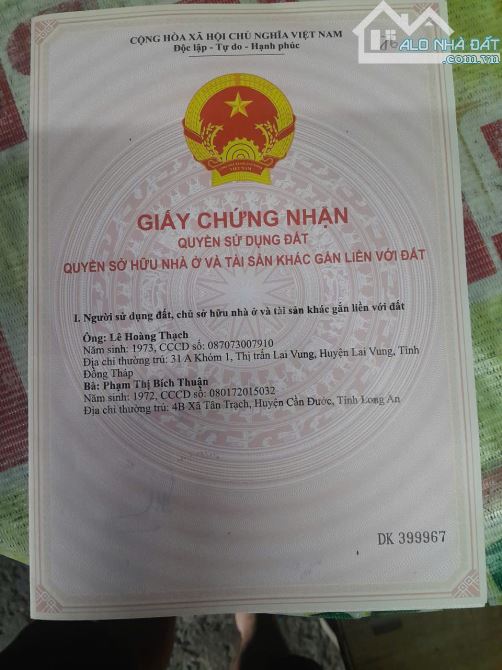 ALO NHÀ ĐẤT
.com.vn
CỘNG HÒA XÃ HỘI CHỦ NGHĨA VIỆT NAM
Độc lập - Tự do - Hạnh phúc
VIỆT NAM
GIẤY CHỨNG NHẬN
QUYỀN SỬ DỤNG ĐẤT
QUYỀN SỞ HỮU NHÀ Ở VÀ TÀI SẢN KHÁC GẮN LIỀN VỚI ĐẤT
I. Người sử dụng đất, chủ sở hữu nhà ở và tài sản khác gắn liền với đất
Ông: Lê Hoàng Thạch
Năm sinh: 1973, CCCD số: 087073007910
Địa chỉ thường trú: 31 A Khóm 1, Thị trấn Lai Vung, Huyện Lai Vung, Tỉnh
Đồng Tháp
Bà: Phạm Thị Bích Thuận
Năm sinh: 1972, CCCD số: 080172015032
Địa chỉ thường trú: 4B Xã Tân Trạch, Huyện Cần Đước, Tỉnh Long An
DK 399967